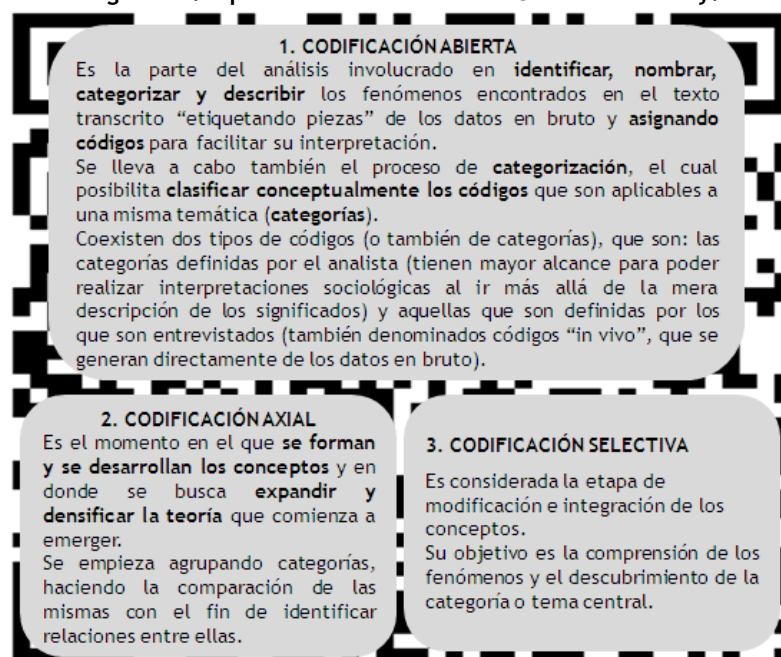 1. CODIFICACIÓN ABIERTA
Es la parte del análisis involucrado en identificar, nombrar,
categorizar y describir los fenómenos encontrados en el texto
transcrito “etiquetando piezas” de los datos en bruto y asignando
códigos para facilitar su interpretación.
Se lleva a cabo también el proceso de categorización, el cual
posibilita clasificar conceptualmente los códigos que son aplicables a
una misma temática (categorías).
Coexisten dos tipos de códigos (o también de categorías), que son: las
categorías definidas por el analista (tienen mayor alcance para poder
realizar interpretaciones sociológicas al ir más allá de la mera
descripción de los significados) y aquellas que son definidas por los
que son entrevistados (también denominados códigos “in vivo”, que se
generan directamente de los datos en bruto).
2. CODIFICACIÓN AXIAL
Es el momento en el que se forman
y se desarrollan los conceptos y en
donde se busca expandir y
densificar la teoría que comienza a
emerger.
Se empieza agrupando categorías,
haciendo la comparación de las
mismas con el fin de identificar
relaciones entre ellas.
3. CODIFICACIÓN SELECTIVA
Es considerada la etapa de
modificación e integración de los
conceptos.
Su objetivo es la comprensión de los
fenómenos y el descubrimiento de la
categoría o tema central.